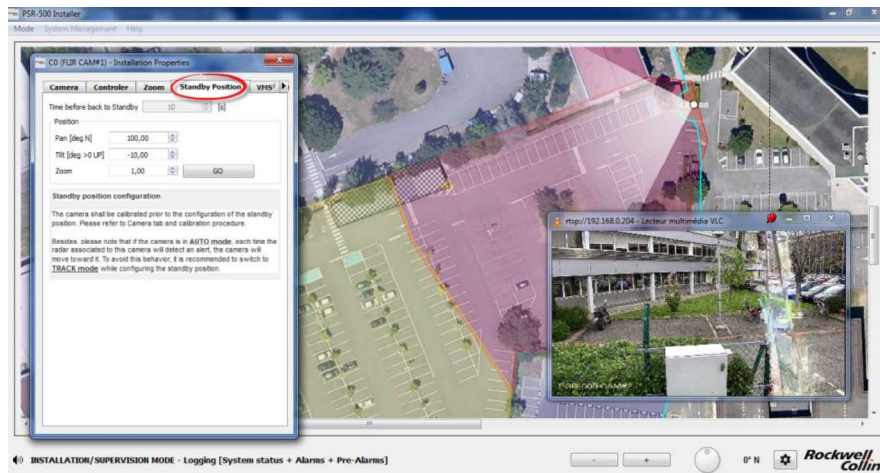 PSR-500 Installer
Mode System Management Help
C0 (FLIR CAM#1) - Installation Properties
Camera Controler Zoom Standby Position VMS
Time before back to Standby 10 [s]
Position
Pan [deg N] 100,00
Tilt [deg >0 UP] -10,00
Zoom 1,00 GO
Standby position configuration
The camera shall be calibrated prior to the configuration of the standby
position. Please refer to Camera tab and calibration procedure.
Besides, please note that if the camera is in AUTO mode, each time the
radar associated to this camera will detect an alert, the camera will
move toward it. To avoid this behavior, it is recommended to switch to
TRACK mode while configuring the standby position.
R0
rtsp://192.168.0.204 - Lecteur multimédia VLC
PSR-500 CAM#2
INSTALLATION/SUPERVISION MODE - Logging [System status + Alarms + Pre-Alarms]
- + 0° N
Rockwell
Collin